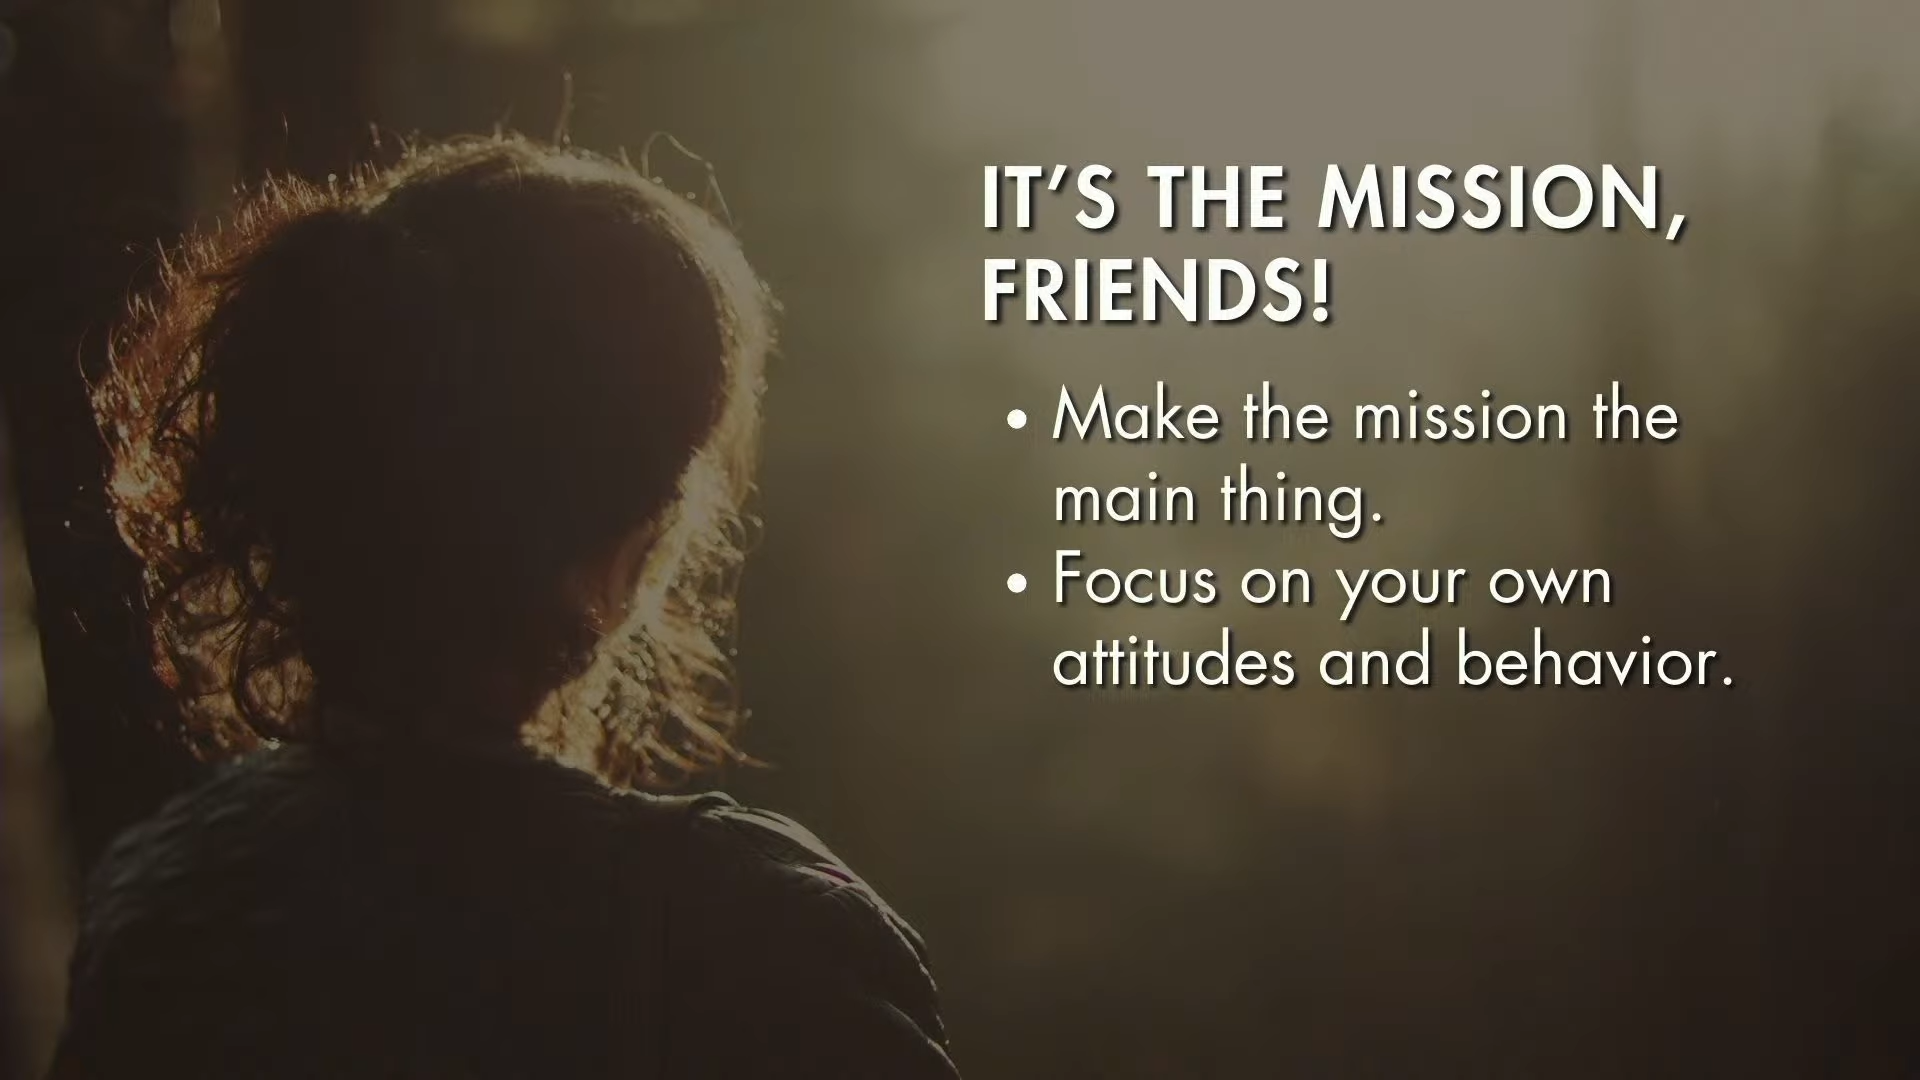 IT’S THE MISSION,
FRIENDS!
• Make the mission the
main thing.
• Focus on your own
attitudes and behavior.